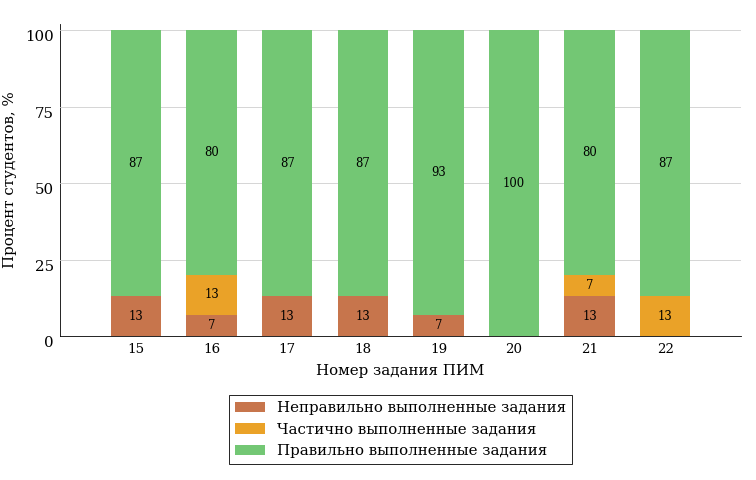 100
75
50
25
0
Процент студентов, %
87 80 87 87 93 100 80 87
13 7
13 7 13 13 7 13 13
15 16 17 18 19 20 21 22
Номер задания ПИМ
Неправильно выполненные задания
Частично выполненные задания
Правильно выполненные задания